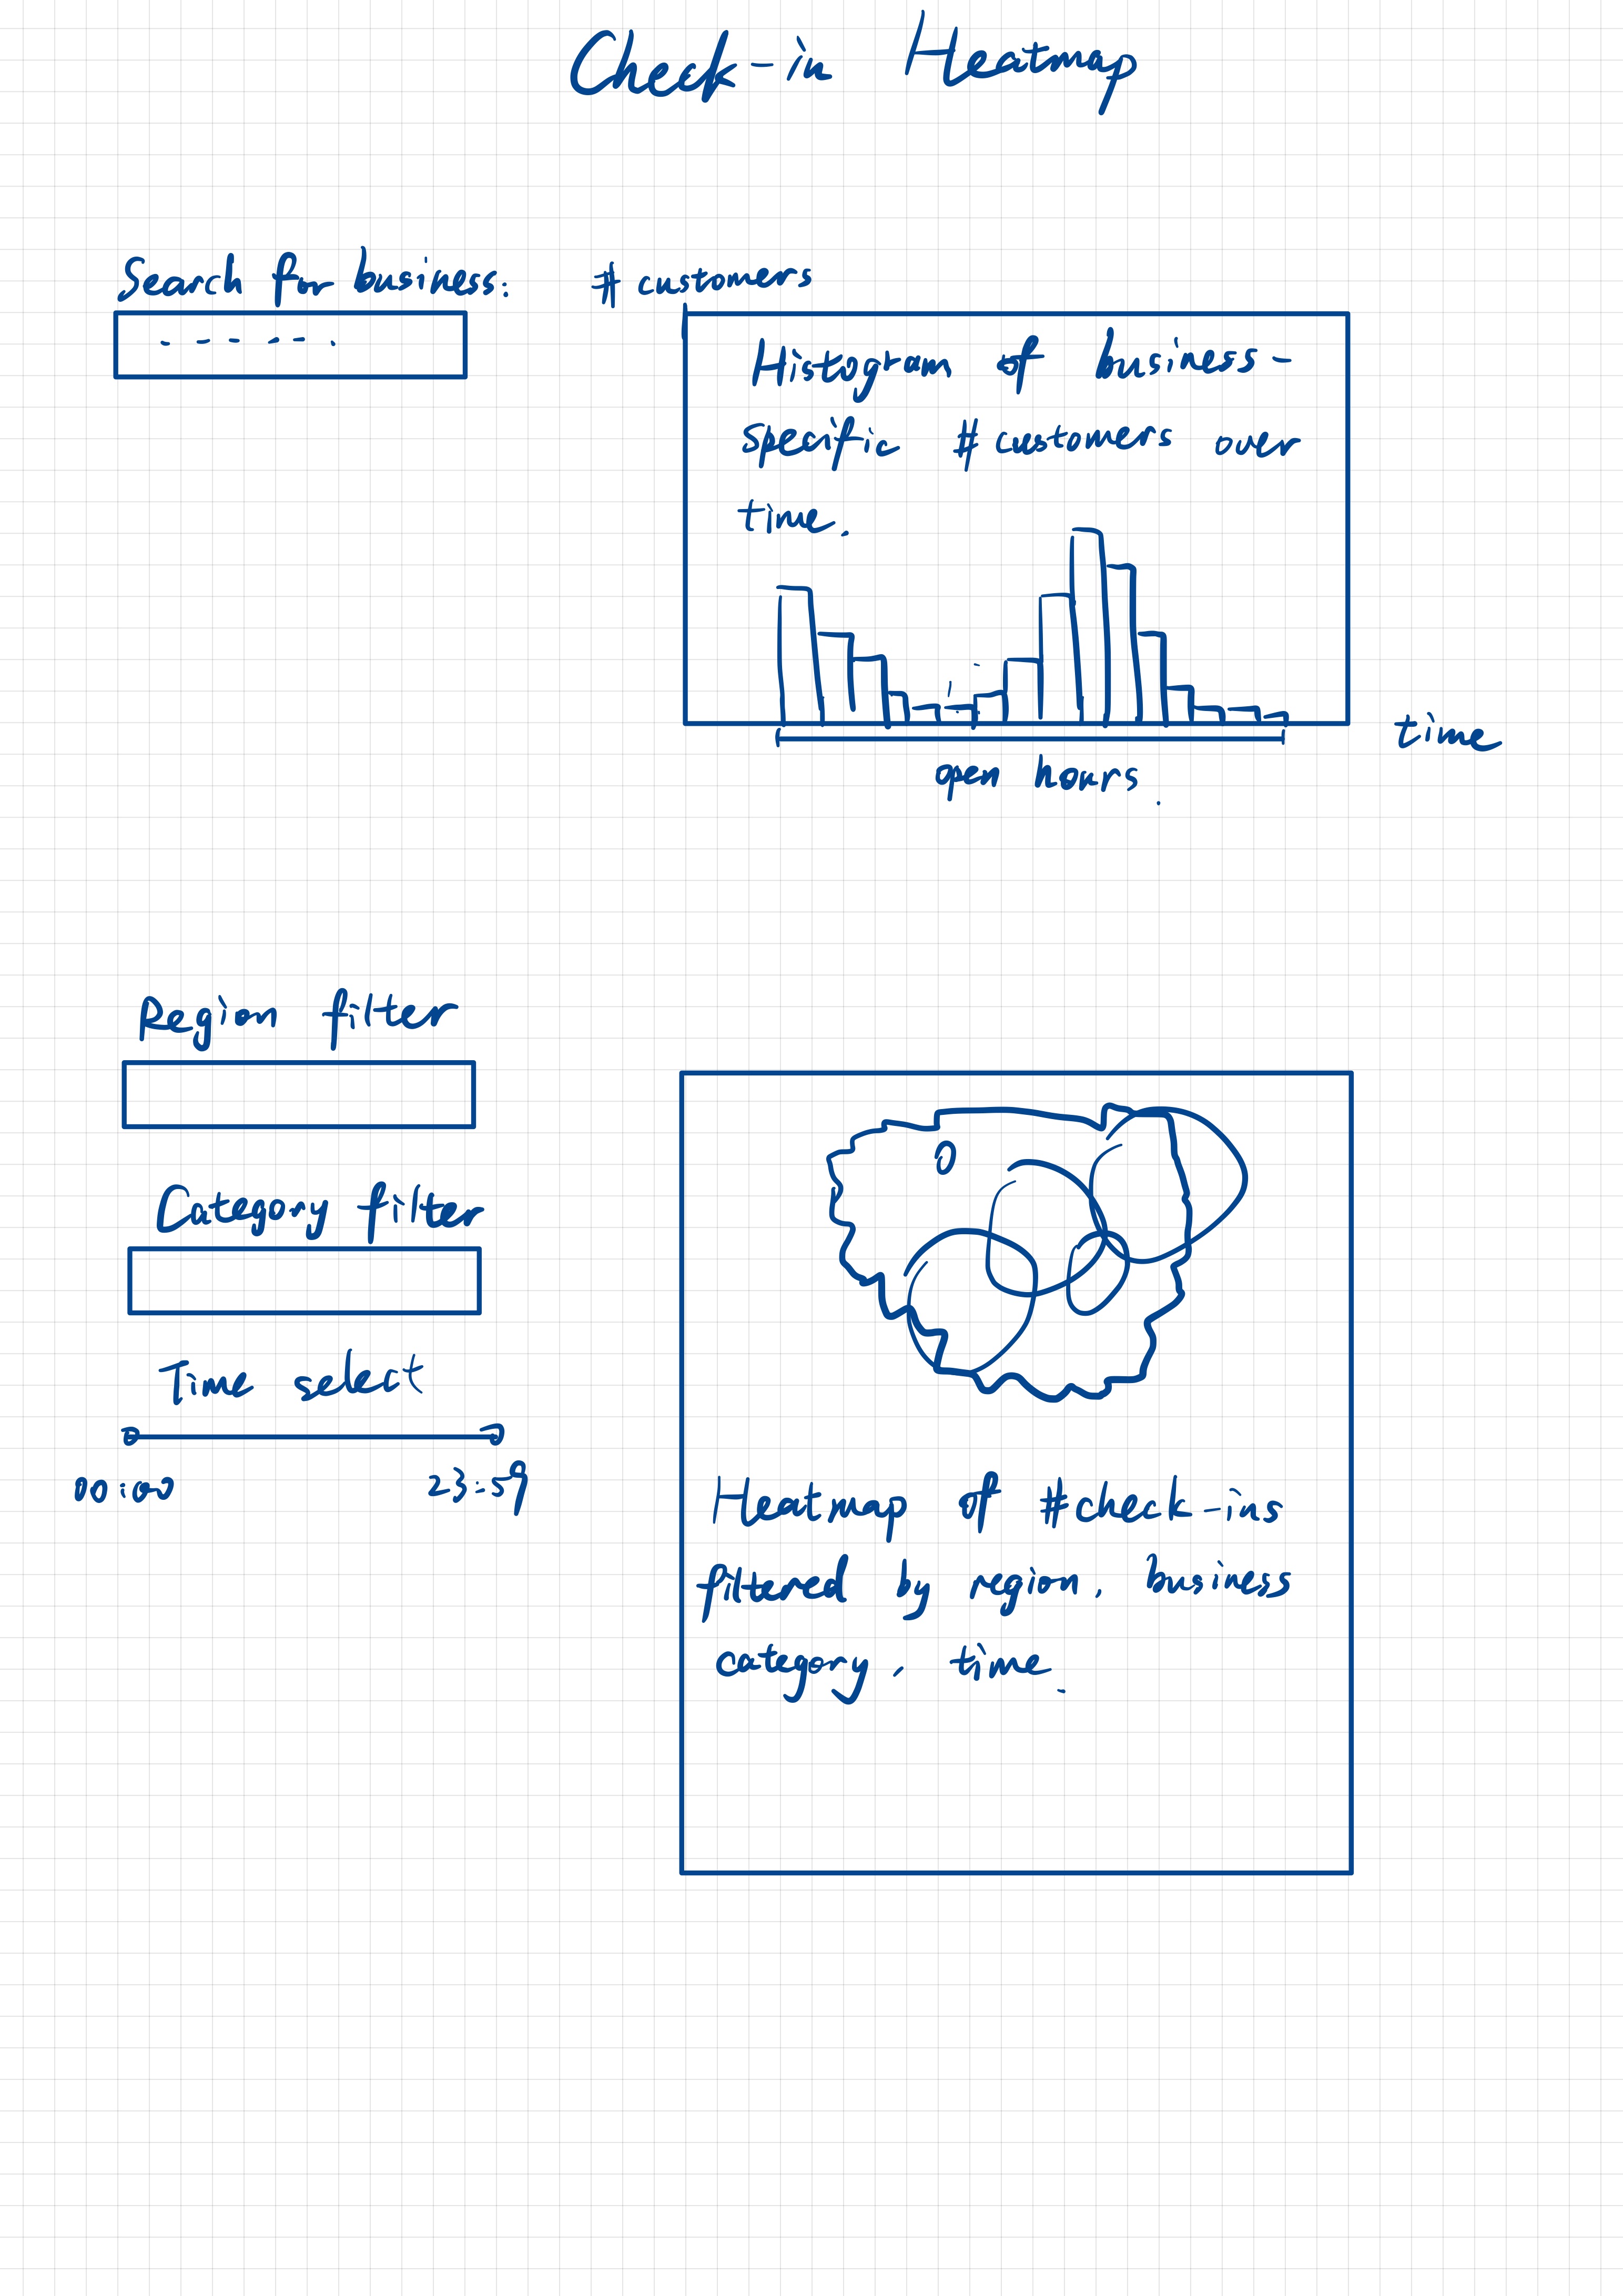 Check-in Heatmap
Search for business:
# customers
Histogram of business-
specific # customers over
time.
time
open hours.
Region filter
Category filter
Time select
00:00
23:59
Heatmap of #check-ins
filtered by region, business
category, time.